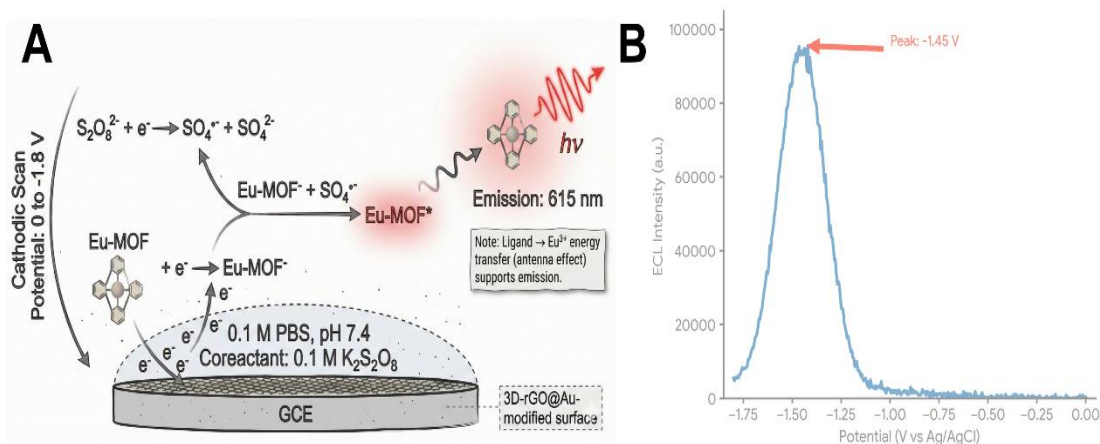 A
S₂O₈²⁻ + e⁻ → SO₄•⁻ + SO₄²⁻
Cathodic Scan
Potential: 0 to -1.8 V
Eu-MOF⁻ + SO₄•⁻
Eu-MOF*
hν
Emission: 615 nm
Note: Ligand → Eu³⁺ energy
transfer (antenna effect)
supports emission.
Eu-MOF
+ e⁻ → Eu-MOF⁻
e⁻
e⁻
e⁻
e⁻
e⁻
0.1 M PBS, pH 7.4
Coreactant: 0.1 M K₂S₂O₈
GCE
3D-rGO@Au-
modified surface
B
Peak: -1.45 V
ECL Intensity (a.u.)
100000
80000
60000
40000
20000
0
−1.75 −1.50 −1.25 −1.00 −0.75 −0.50 −0.25 0.00
Potential (V vs Ag/AgCl)